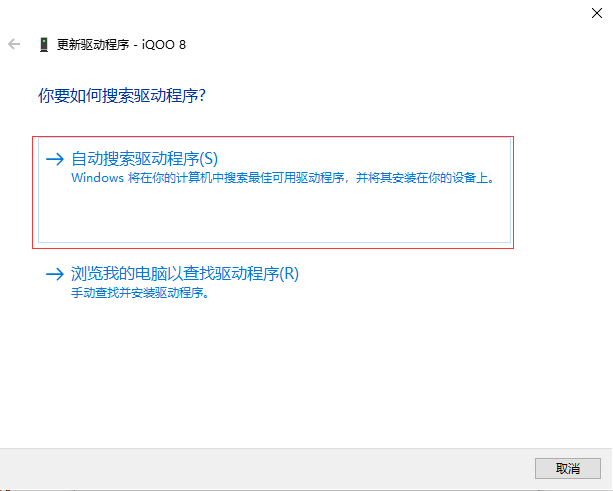 更新驱动程序 - iQOO 8
你要如何搜索驱动程序?
自动搜索驱动程序(S)
Windows 将在你的计算机中搜索最佳可用驱动程序，并将其安装在你的设备上。
浏览我的电脑以查找驱动程序(R)
手动查找并安装驱动程序。
取消